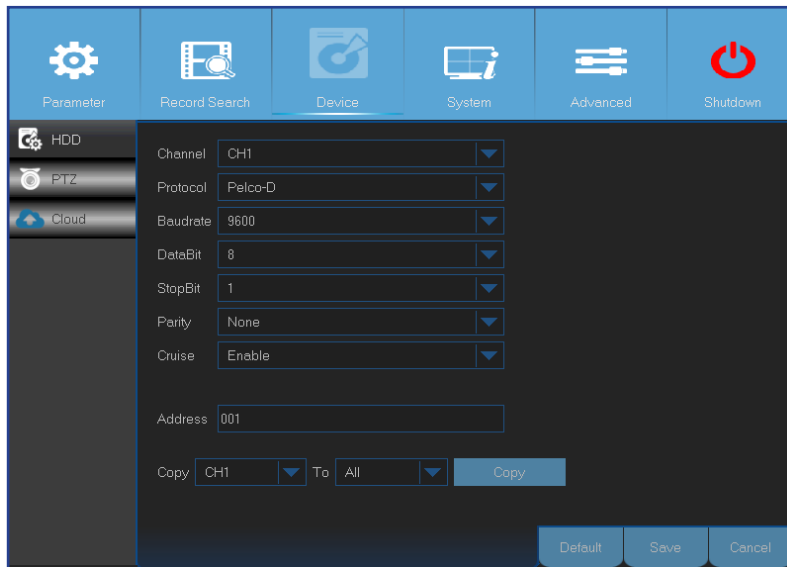 Parameter Record Search Device System Advanced Shutdown
HDD
PTZ
Cloud
Channel CH1
Protocol Pelco-D
Baudrate 9600
DataBit 8
StopBit 1
Parity None
Cruise Enable
Address 001
Copy CH1 To All Copy
Default Save Cancel